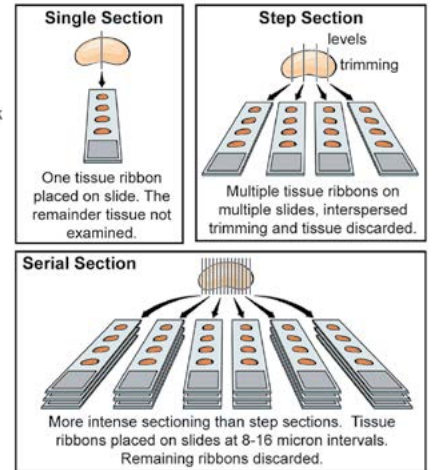 Single Section
One tissue ribbon
placed on slide. The
remainder tissue not
examined.
Step Section
levels
trimming
Multiple tissue ribbons on
multiple slides, interspersed
trimming and tissue discarded.
Serial Section
More intense sectioning than step sections. Tissue
ribbons placed on slides at 8-16 micron intervals.
Remaining ribbons discarded.